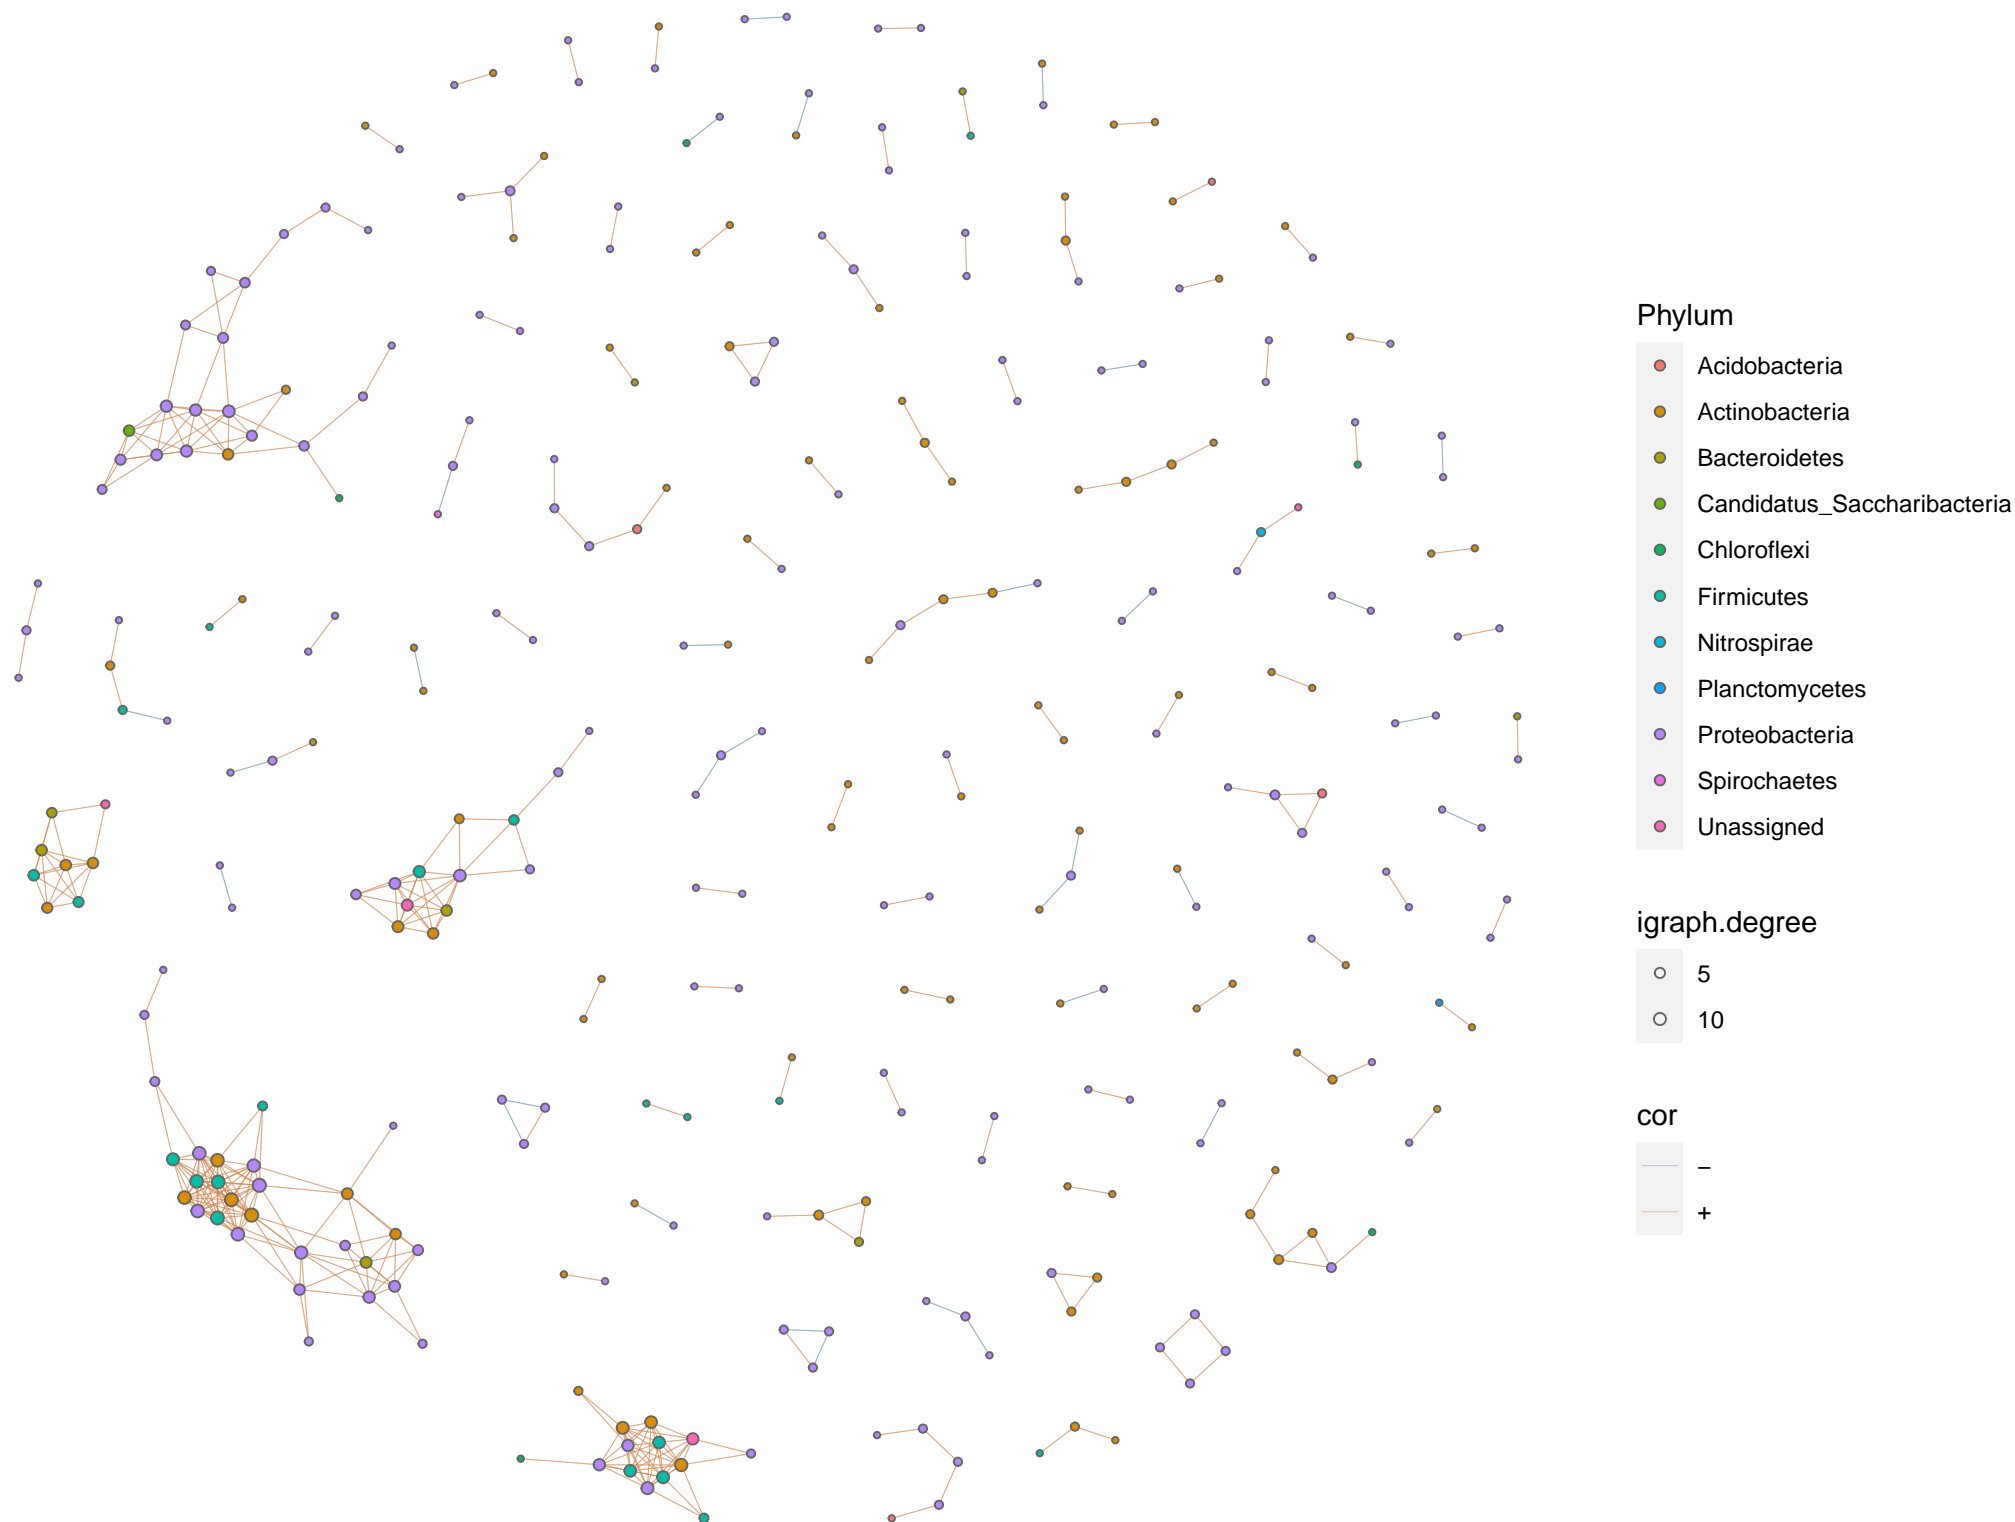 Phylum
Acidobacteria
Actinobacteria
Bacteroidetes
Candidatus_Saccharibacteria
Chloroflexi
Firmicutes
Nitrospirae
Planctomycetes
Proteobacteria
Spirochaetes
Unassigned
igraph.degree
5
10
cor
−
+